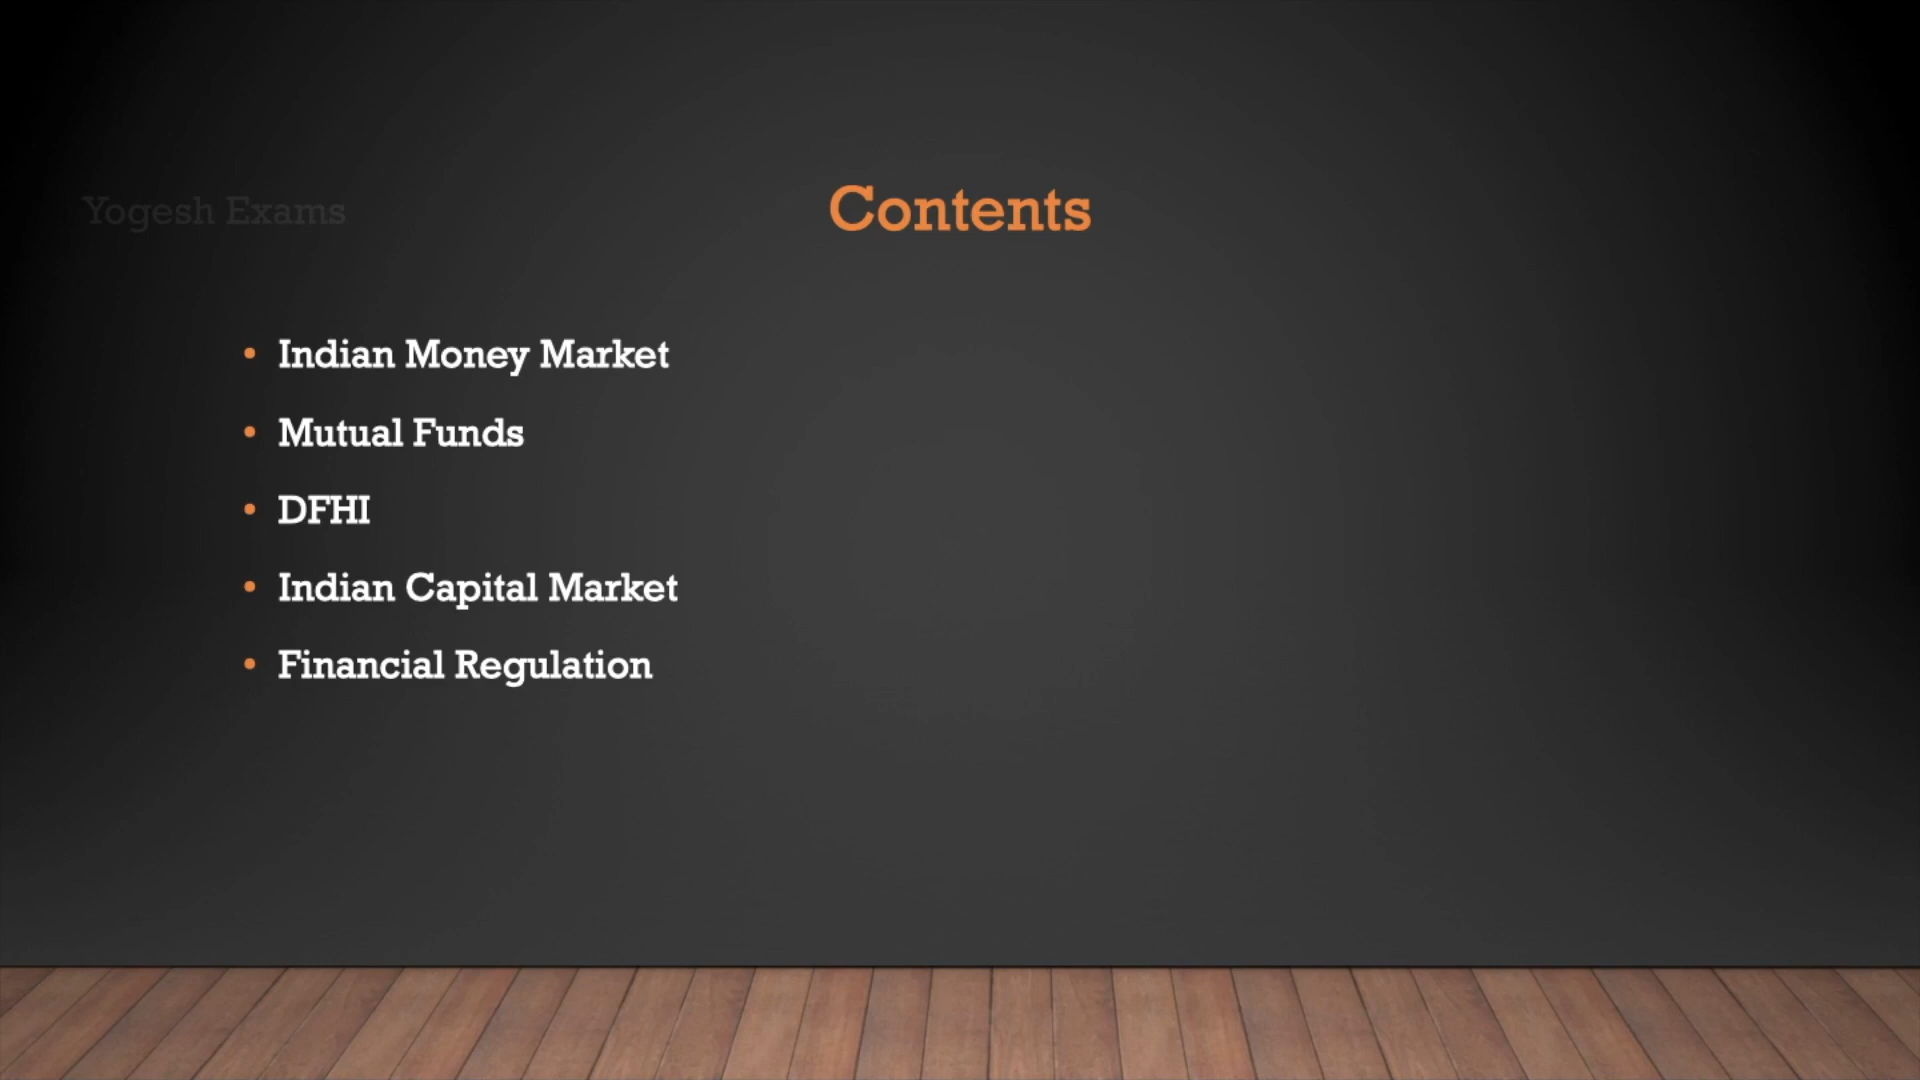 Yogesh Exams
Contents
• Indian Money Market
• Mutual Funds
• DFHI
• Indian Capital Market
• Financial Regulation